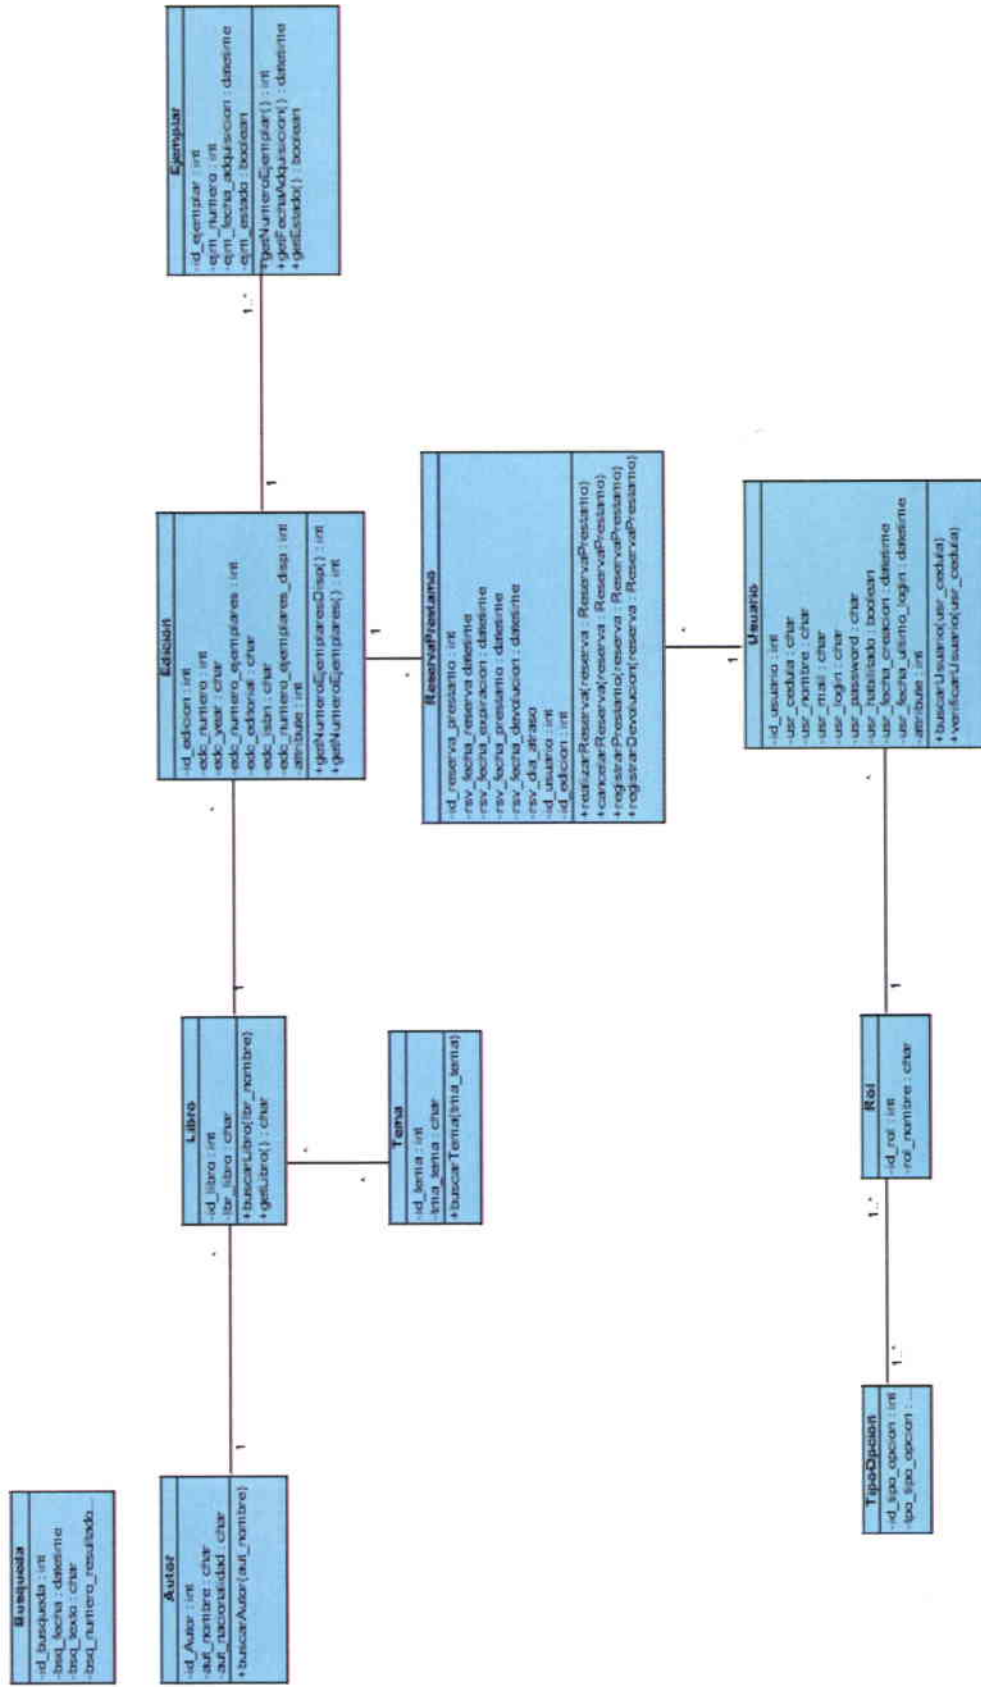 Busqueda
-id_busqueda : int
-bsq_fecha : datetime
-bsq_texto : char
-bsq_numero_resultado...
Autor
-id_Autor : int
-aut_nombre : char
-aut_nacionalidad : char
+buscarAutor(aut_nombre)
1
*
Libro
-id_libro : int
-lbr_libro : char
+buscarLibro(lbr_nombre)
+getLibro() : char
1
*
Edicion
-id_edicion : int
-edc_numero : int
-edc_year : char
-edc_numero_ejemplares : int
-edc_edional : char
-edc_isbn : char
-edc_numero_ejemplares_disp : int
-attribute : int
+getNumeroEjemplaresDisp() : int
+getNumeroEjemplares() : int
1
1..*
Ejemplar
-id_ejemplar : int
-ejm_numero : int
-ejm_fecha_adquisicion : datetime
-ejm_estado : boolean
+getNumeroEjemplar() : int
+getFechaAdquisicion() : datetime
+getEstado() : boolean
*
*
Tema
-id_tema : int
-tma_tema : char
+buscarTema(tma_tema)
1
*
ReservaPrestamo
-id_reserva_prestamo : int
-rsv_fecha_reserva datetime
-rsv_fecha_expiracion : datetime
-rsv_fecha_prestamo : datetime
-rsv_fecha_devolucion : datetime
-rsv_dia_atraso
-id_usuario : int
-id_edicion : int
+realizarReserva(reserva : ReservaPrestamo)
+cancelarReserva(reserva : ReservaPrestamo)
+registrarPrestamo(reserva : ReservaPrestamo)
+registrarDevolucion(reserva : ReservaPrestamo)
*
1
TipoOpcion
-id_tipo_opcion : int
-tpo_tipo_opcion : ...
1..*
1..*
Rol
-id_rol : int
-rol_nombre : char
1
*
Usuario
-id_usuario : int
-usr_cedula : char
-usr_nombre : char
-usr_mail : char
-usr_login : char
-usr_password : char
-usr_habilitado : boolean
-usr_fecha_creacion : datetime
-usr_fecha_ultimo_login : datetime
-attribute : int
+buscarUsuario(usr_cedula)
+verificarUsuario(usr_cedula)